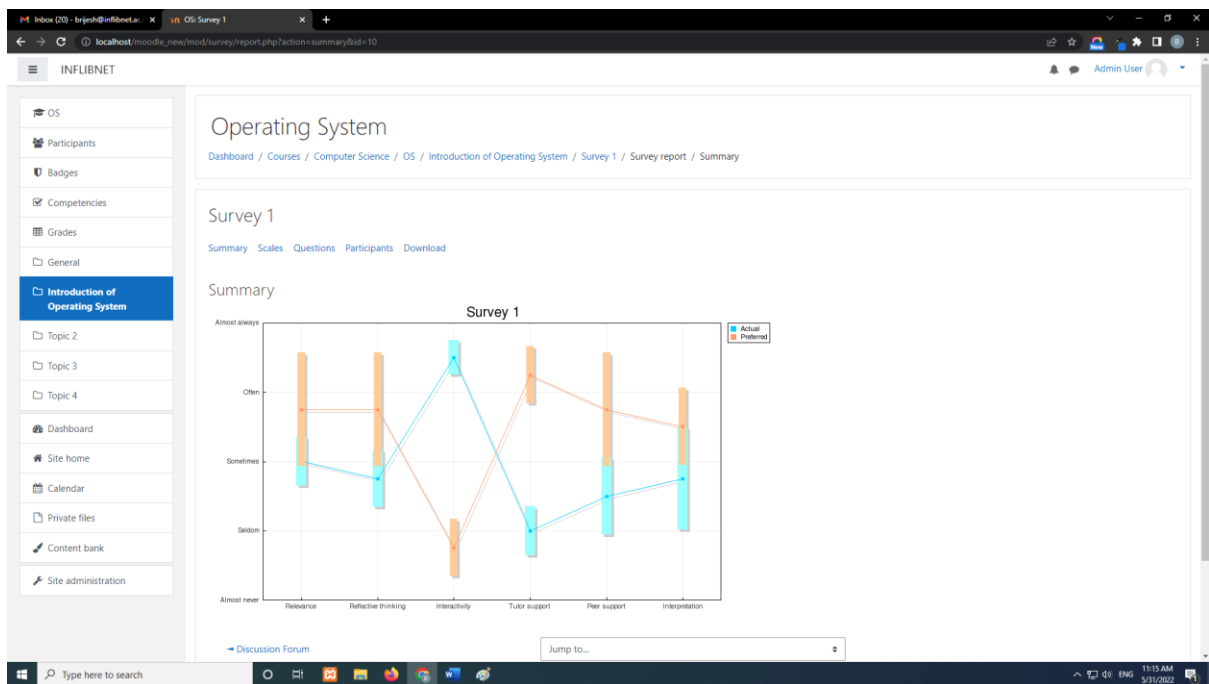 Inbox (20) - brijesh@inflibnet.ac.
OS: Survey 1
localhost/moodle_new/mod/survey/report.php?action=summary&id=10
New
B
INFLIBNET
Admin User
OS
Participants
Badges
Competencies
Grades
General
Introduction of
Operating System
Topic 2
Topic 3
Topic 4
Dashboard
Site home
Calendar
Private files
Content bank
Site administration
Operating System
Dashboard / Courses / Computer Science / OS / Introduction of Operating System / Survey 1 / Survey report / Summary
Survey 1
Summary Scales Questions Participants Download
Summary
Survey 1
Almost always
Often
Sometimes
Seldom
Almost never
Actual
Preferred
Relevance Reflective thinking Interactivity Tutor support Peer support Interpretation
◄ Discussion Forum
Jump to...
Type here to search
ENG
11:15 AM
5/31/2022